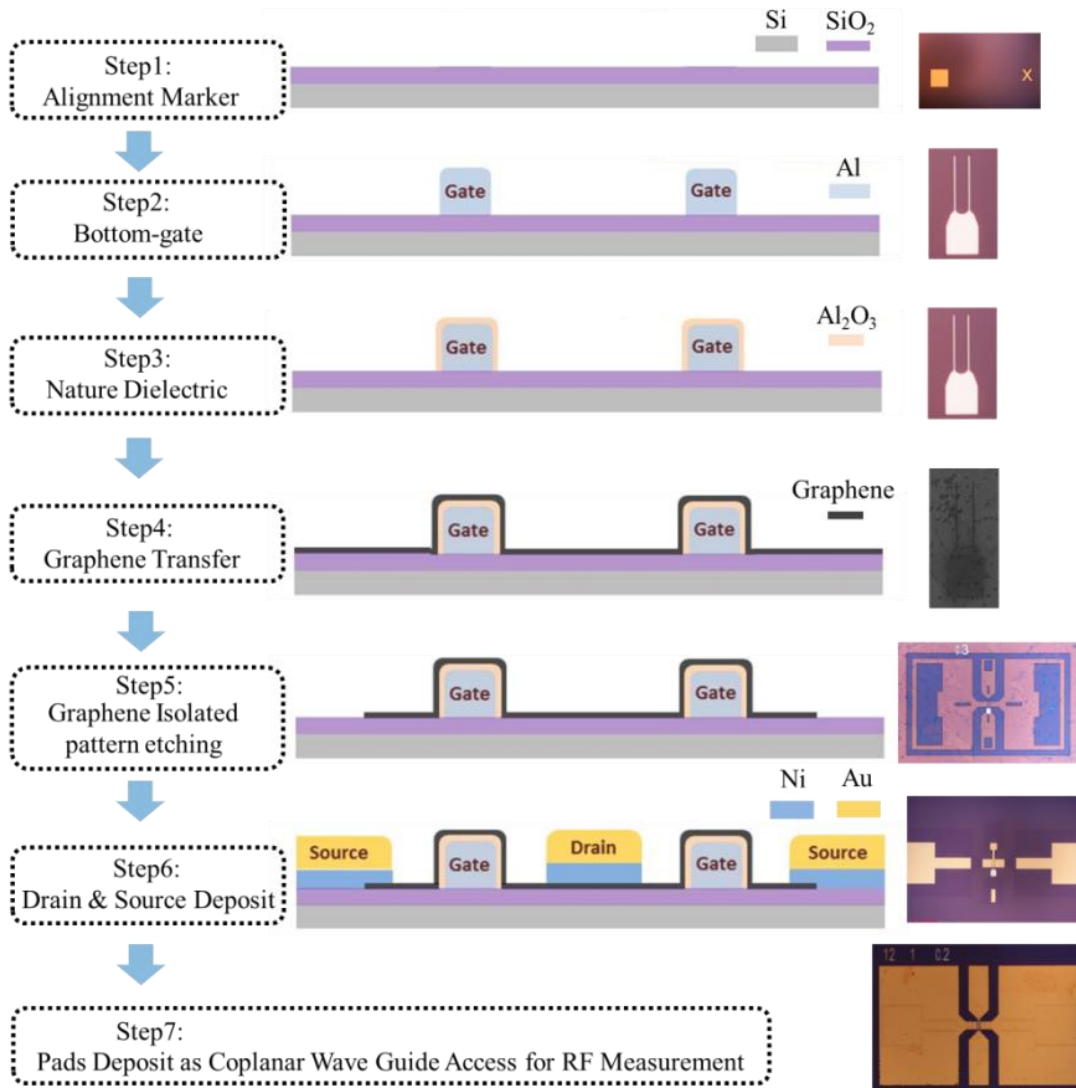 Si
SiO₂
Step1:
Alignment Marker
X
Step2:
Bottom-gate
Gate
Gate
Al
Step3:
Nature Dielectric
Gate
Gate
Al₂O₃
Step4:
Graphene Transfer
Gate
Gate
Graphene
Step5:
Graphene Isolated
pattern etching
Gate
Gate
Ni
Au
Step6:
Drain & Source Deposit
Source
Gate
Drain
Gate
Source
12 1 0.2
Step7:
Pads Deposit as Coplanar Wave Guide Access for RF Measurement